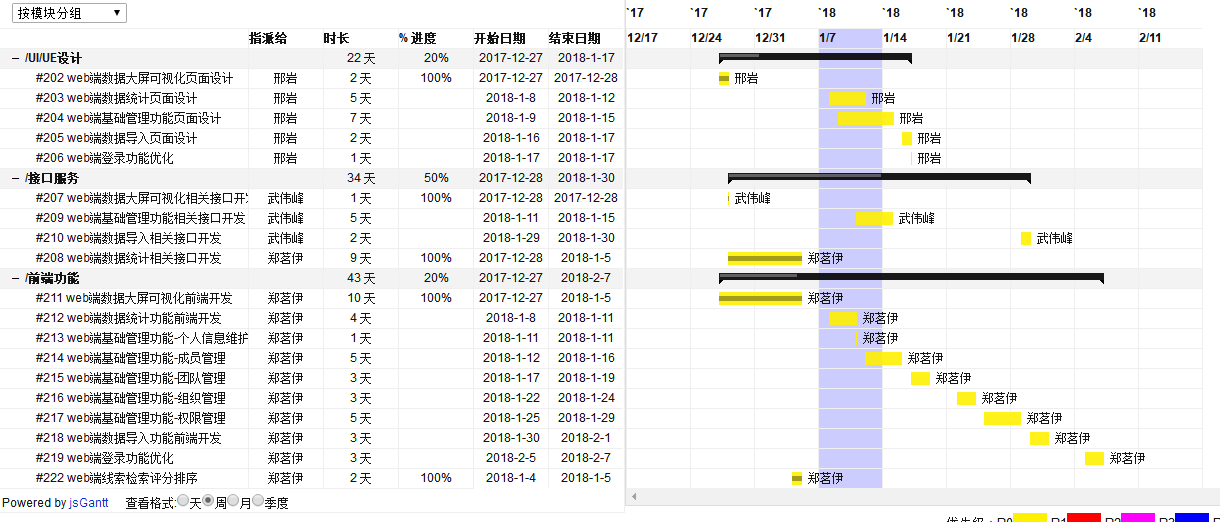 按模块分组 ▼ `17 `17 `17 `18 `18 `18 `18 `18 `18
指派给 时长 % 进度 开始日期 结束日期 12/17 12/24 12/31 1/7 1/14 1/21 1/28 2/4 2/11
– /UI/UE设计 22 天 20% 2017-12-27 2018-1-17
#202 web端数据大屏可视化页面设计 邢岩 2 天 100% 2017-12-27 2017-12-28 邢岩
#203 web端数据统计页面设计 邢岩 5 天 2018-1-8 2018-1-12 邢岩
#204 web端基础管理功能页面设计 邢岩 7 天 2018-1-9 2018-1-15 邢岩
#205 web端数据导入页面设计 邢岩 2 天 2018-1-16 2018-1-17 邢岩
#206 web端登录功能优化 邢岩 1 天 2018-1-17 2018-1-17 邢岩
– /接口服务 34 天 50% 2017-12-28 2018-1-30
#207 web端数据大屏可视化相关接口开 武伟峰 1 天 100% 2017-12-28 2017-12-28 武伟峰
#209 web端基础管理功能相关接口开发 武伟峰 5 天 2018-1-11 2018-1-15 武伟峰
#210 web端数据导入相关接口开发 武伟峰 2 天 2018-1-29 2018-1-30 武伟峰
#208 web端数据统计相关接口开发 郑茗伊 9 天 100% 2017-12-28 2018-1-5 郑茗伊
– /前端功能 43 天 20% 2017-12-27 2018-2-7
#211 web端数据大屏可视化前端开发 郑茗伊 10 天 100% 2017-12-27 2018-1-5 郑茗伊
#212 web端数据统计功能前端开发 郑茗伊 4 天 2018-1-8 2018-1-11 郑茗伊
#213 web端基础管理功能-个人信息维护 郑茗伊 1 天 2018-1-11 2018-1-11 郑茗伊
#214 web端基础管理功能-成员管理 郑茗伊 5 天 2018-1-12 2018-1-16 郑茗伊
#215 web端基础管理功能-团队管理 郑茗伊 3 天 2018-1-17 2018-1-19 郑茗伊
#216 web端基础管理功能-组织管理 郑茗伊 3 天 2018-1-22 2018-1-24 郑茗伊
#217 web端基础管理功能-权限管理 郑茗伊 5 天 2018-1-25 2018-1-29 郑茗伊
#218 web端数据导入功能前端开发 郑茗伊 3 天 2018-1-30 2018-2-1 郑茗伊
#219 web端登录功能优化 郑茗伊 3 天 2018-2-5 2018-2-7 郑茗伊
#222 web端线索检索评分排序 郑茗伊 2 天 100% 2018-1-4 2018-1-5 郑茗伊
Powered by jsGantt 查看格式: 天 周 月 季度